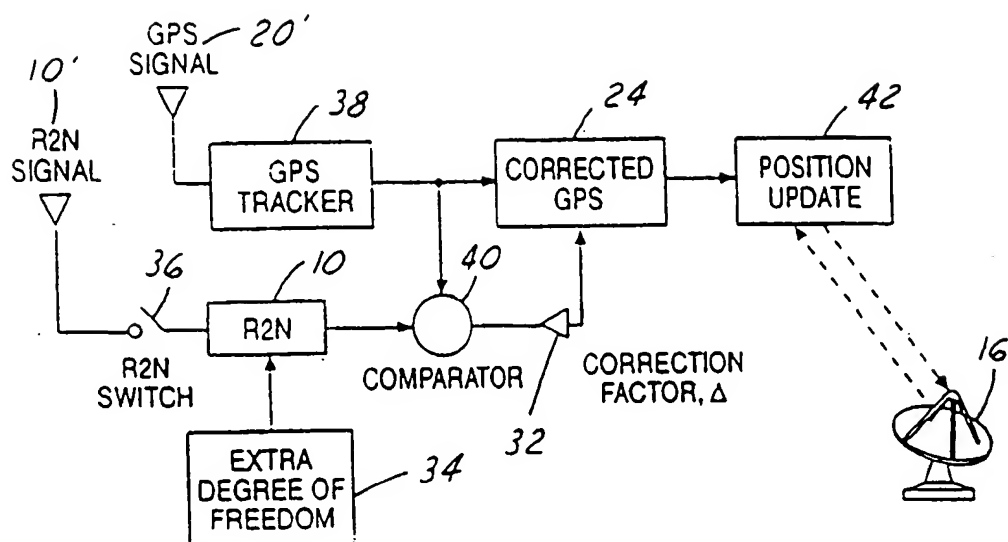 GPS
SIGNAL
20'
10'
R2N
SIGNAL
38
GPS
TRACKER
24
CORRECTED
GPS
42
POSITION
UPDATE
36
R2N
SWITCH
10
R2N
40
COMPARATOR
32
CORRECTION
FACTOR, Δ
16
EXTRA
DEGREE OF
FREEDOM
34